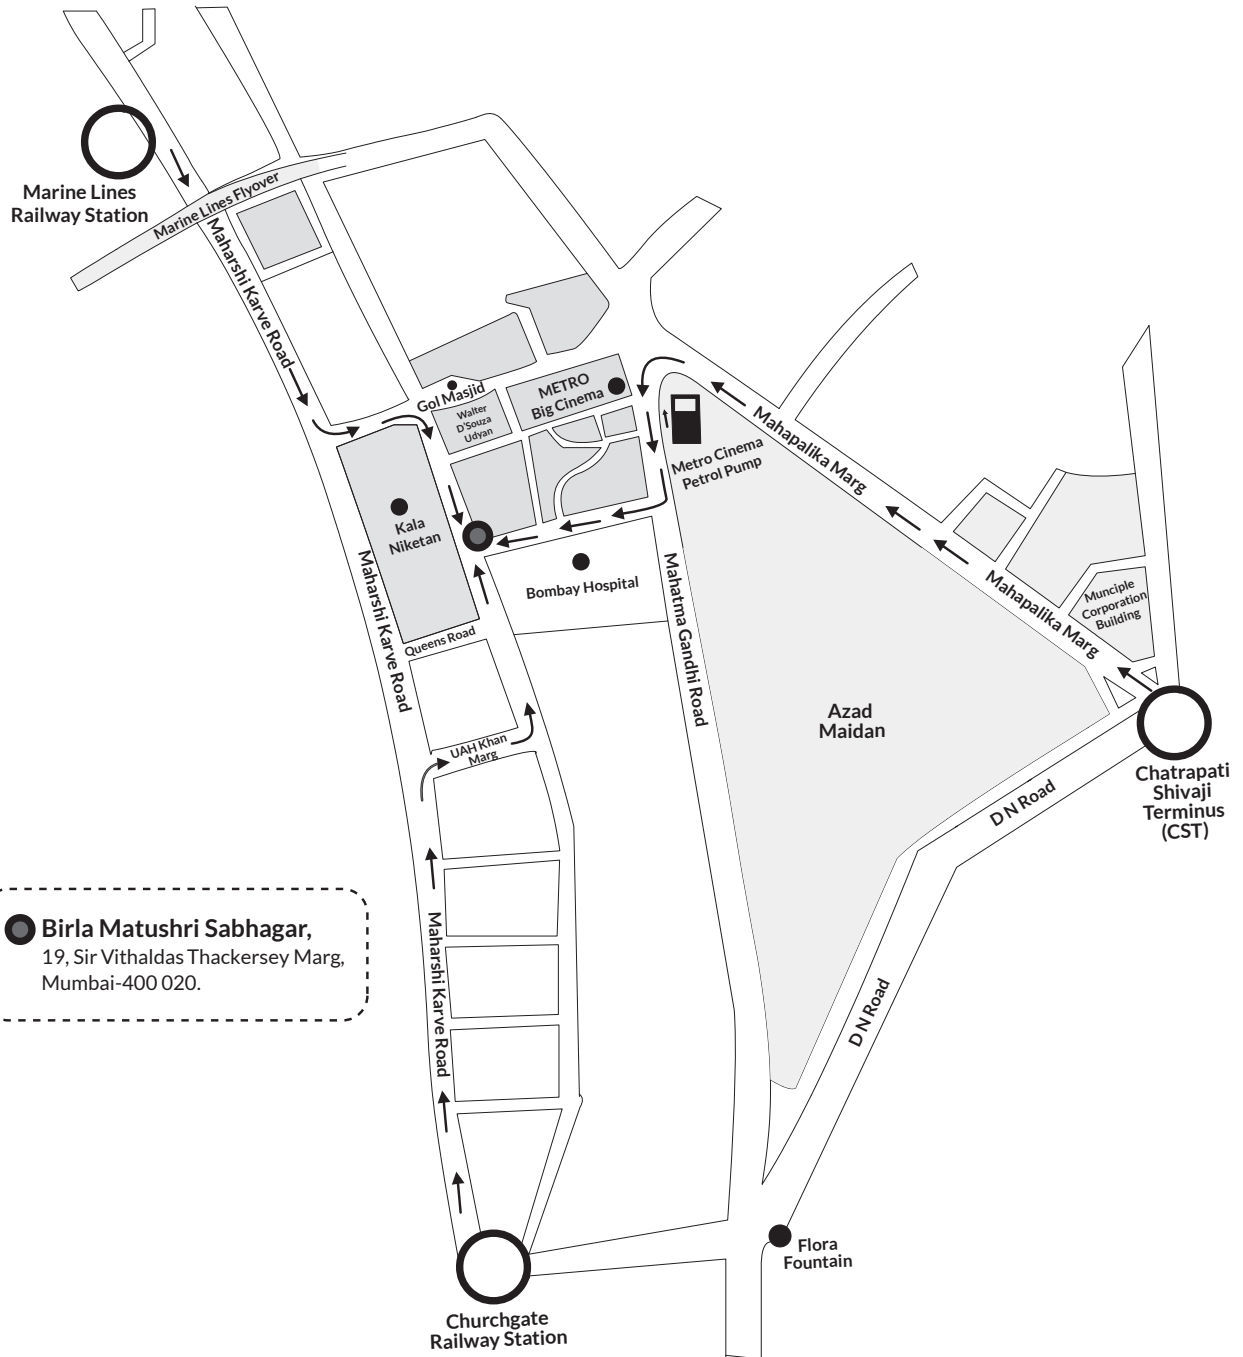 Marine Lines
Railway Station
Marine Lines Flyover
Maharshi Karve Road
Gol Masjid
Walter
D'Souza
Udyan
METRO
Big Cinema
Metro Cinema
Petrol Pump
Mahapalika Marg
Kala
Niketan
Maharshi Karve Road
Bombay Hospital
Mahatma Gandhi Road
Mahapalika Marg
Munciple
Corporation
Building
Queens Road
UAH Khan
Marg
Azad
Maidan
Chatrapati
Shivaji
Terminus
(CST)
D N Road
Birla Matushri Sabhagar,
19, Sir Vithaldas Thackersey Marg,
Mumbai-400 020.
Maharshi Karve Road
D N Road
Flora
Fountain
Churchgate
Railway Station